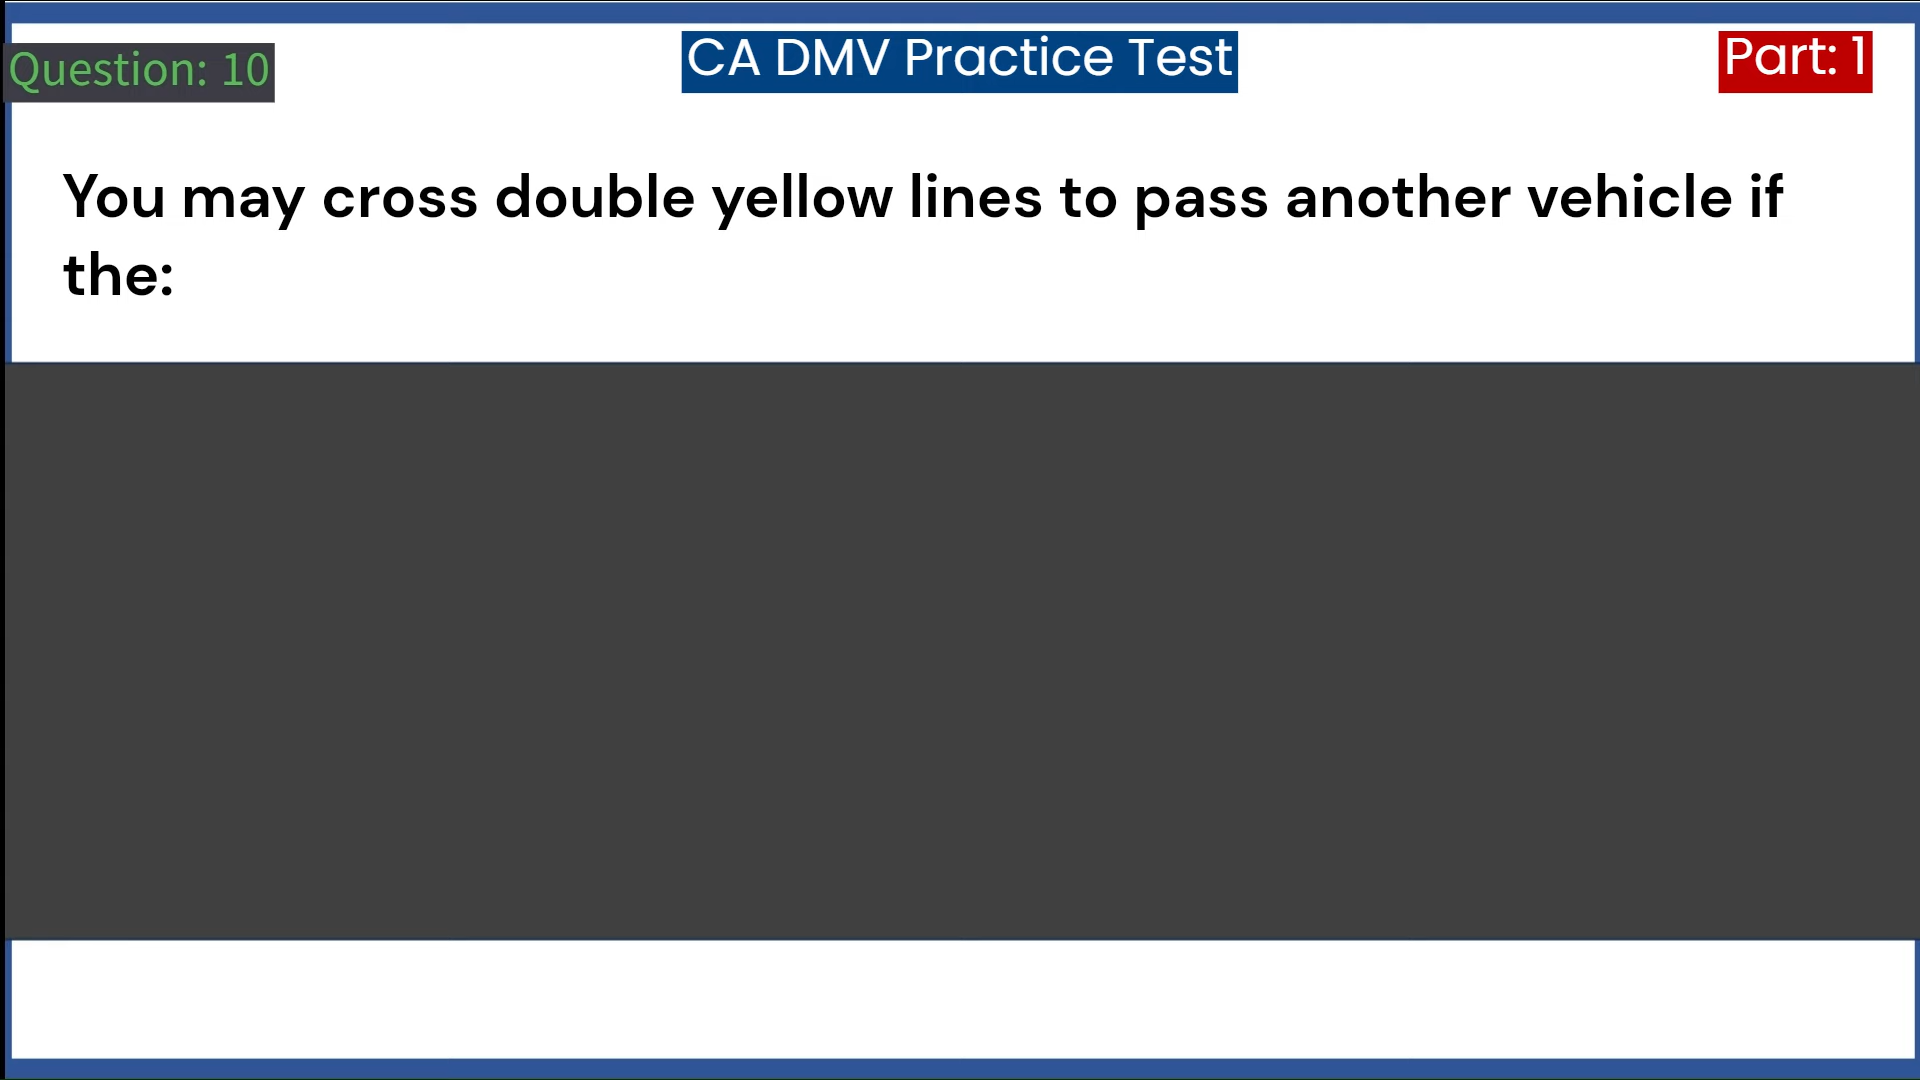 Question: 10
CA DMV Practice Test
Part: 1
You may cross double yellow lines to pass another vehicle if
the: